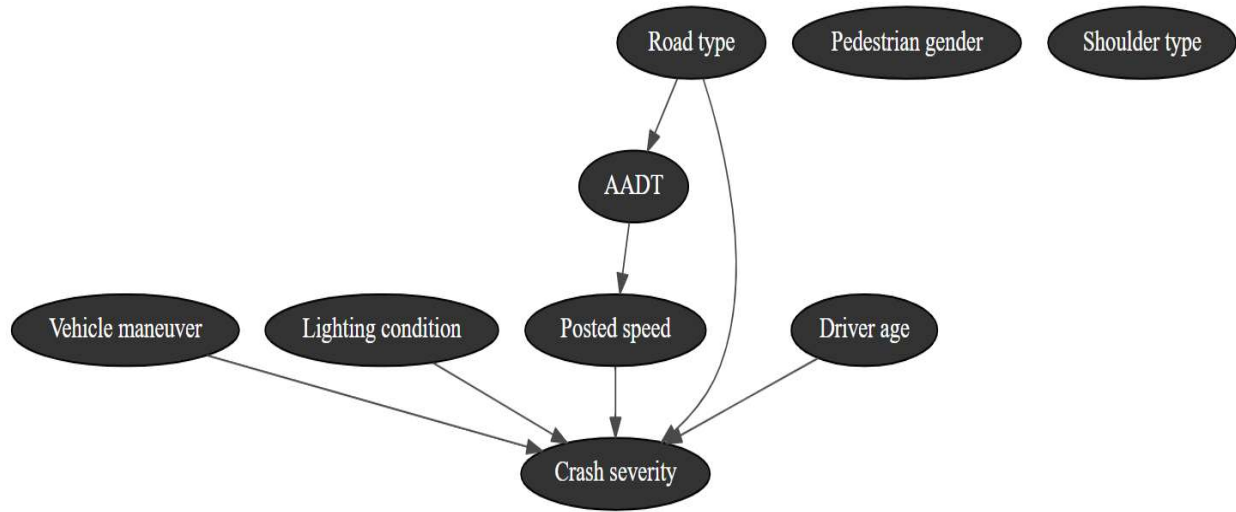 Road type
Pedestrian gender
Shoulder type
AADT
Vehicle maneuver
Lighting condition
Posted speed
Driver age
Crash severity